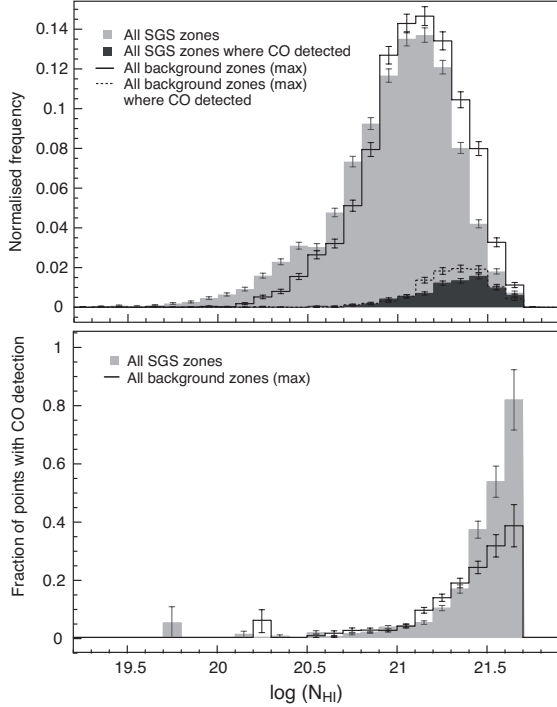 All SGS zones
All SGS zones where CO detected
All background zones (max)
All background zones (max)
where CO detected
Normalised frequency
0.14
0.12
0.1
0.08
0.06
0.04
0.02
0
All SGS zones
All background zones (max)
Fraction of points with CO detection
1
0.8
0.6
0.4
0.2
0
19.5 20 20.5 21 21.5
log (N_HI)